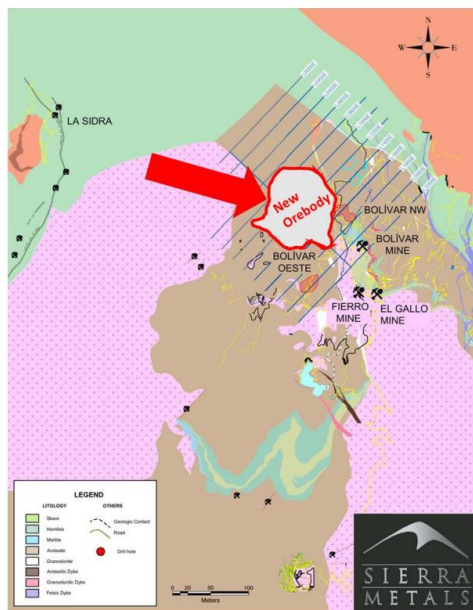 N
W E
S
LA SIDRA
New
Orebody
BOLÍVAR NW
BOLÍVAR
MINE
BOLÍVAR
OESTE
FIERRO
MINE
EL GALLO
MINE
LEGEND
LITOLOGY
OTHERS
Skarn
Hornfels
Marble
Andesite
Granodiorite
Andesitic Dyke
Granodioritic Dyke
Felsic Dyke
Geologic Contact
Road
Drill hole
100 50 0 100
Meters
SIERRA
METALS